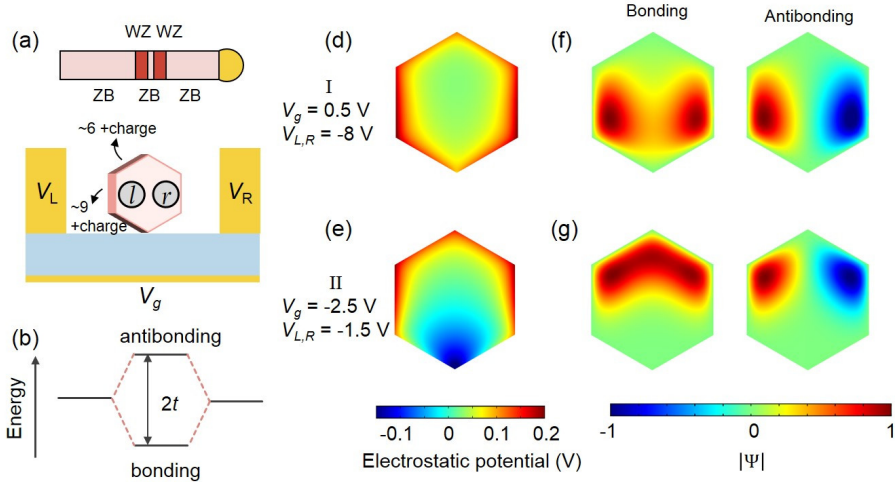 (a)
WZ WZ
ZB ZB ZB
~6 +charge
l r
~9
+charge
V_L
V_R
V_g
(b)
antibonding
Energy
2t
bonding
(d)
I
V_g = 0.5 V
V_L,R = -8 V
(e)
II
V_g = -2.5 V
V_L,R = -1.5 V
-0.1 0 0.1 0.2
Electrostatic potential (V)
Bonding Antibonding
(f)
(g)
-1 0 1
|Ψ|